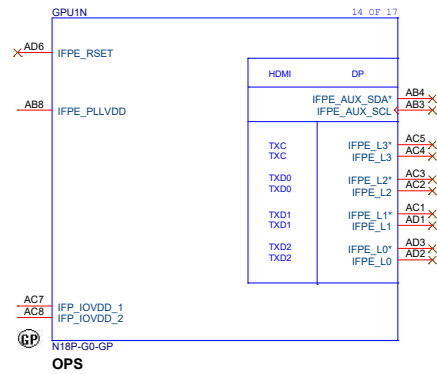 GPU1N 14 OF 17
AD6 IFPE_RSET
HDMI DP
AB8 IFPE_PLLVDD
IFPE_AUX_SDA* AB4
IFPE_AUX_SCL AB3
TXC IFPE_L3* AC5
TXC IFPE_L3 AC4
TXD0 IFPE_L2* AC3
TXD0 IFPE_L2 AC2
TXD1 IFPE_L1* AC1
TXD1 IFPE_L1 AD1
TXD2 IFPE_L0* AD3
TXD2 IFPE_L0 AD2
AC7 IFP_IOVDD_1
AC8 IFP_IOVDD_2
GP
N18P-G0-GP
OPS